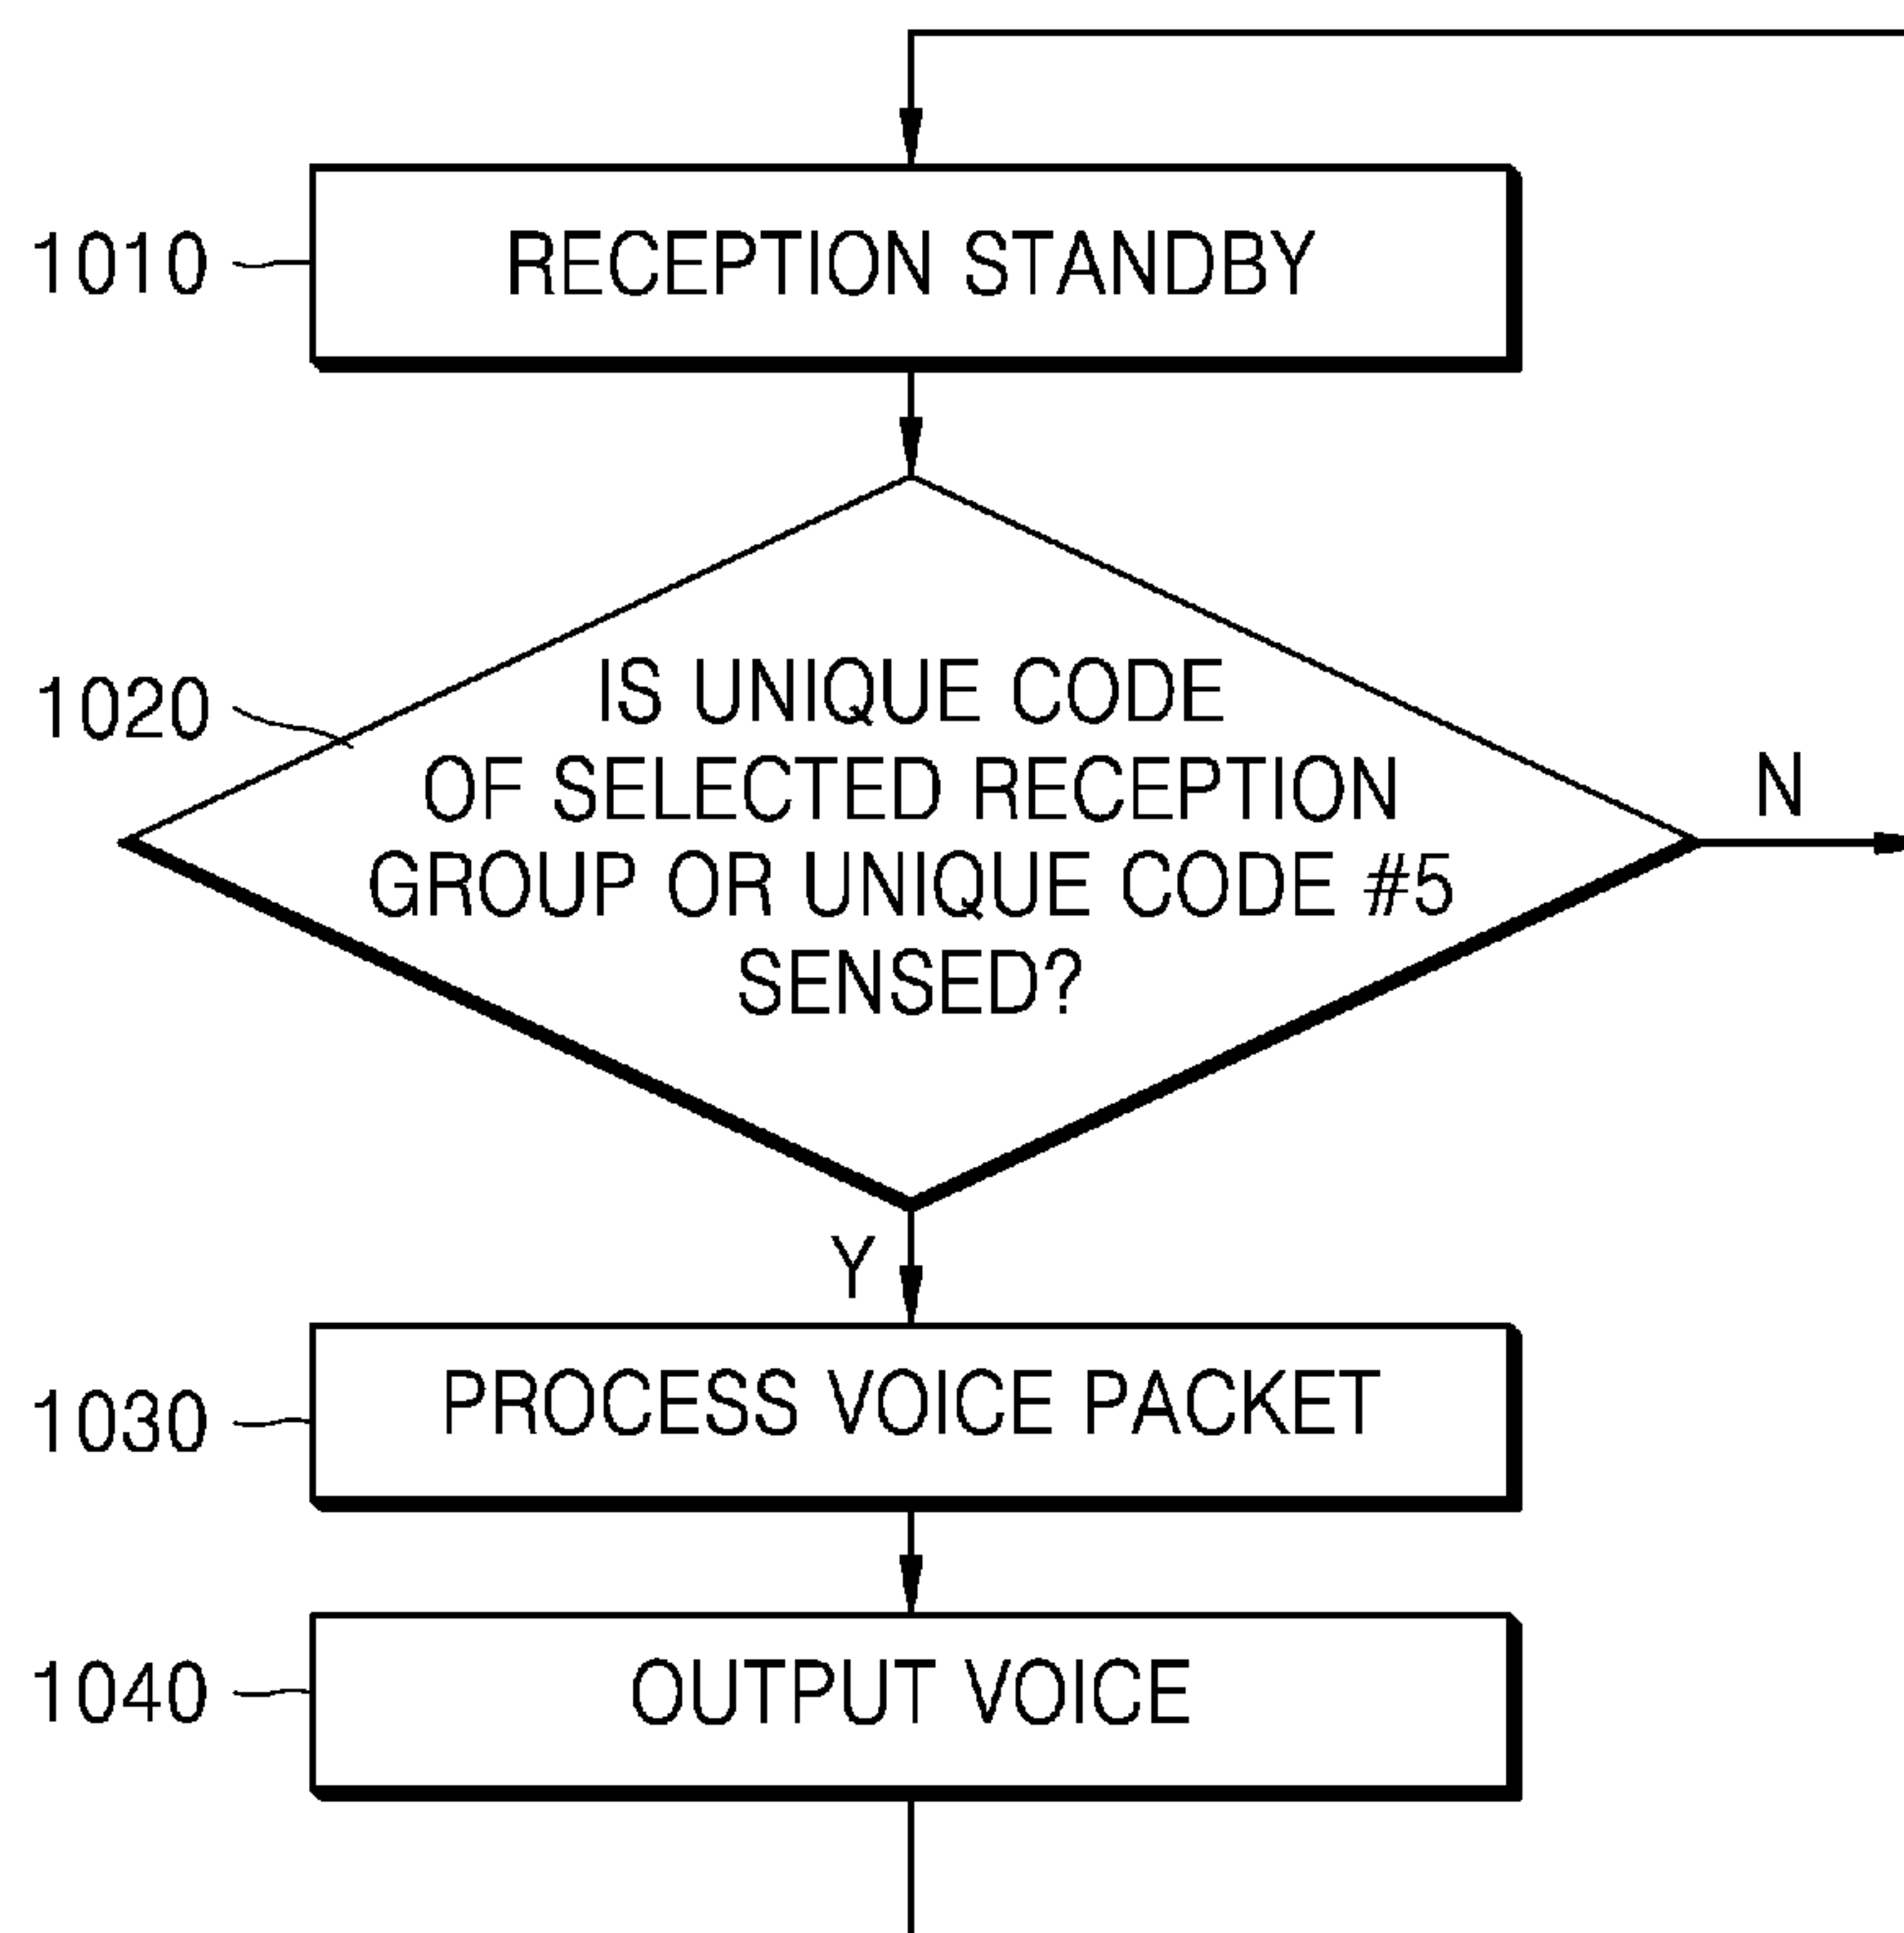 1010
RECEPTION STANDBY
1020
IS UNIQUE CODE
OF SELECTED RECEPTION
GROUP OR UNIQUE CODE #5
SENSED?
N
Y
1030
PROCESS VOICE PACKET
1040
OUTPUT VOICE